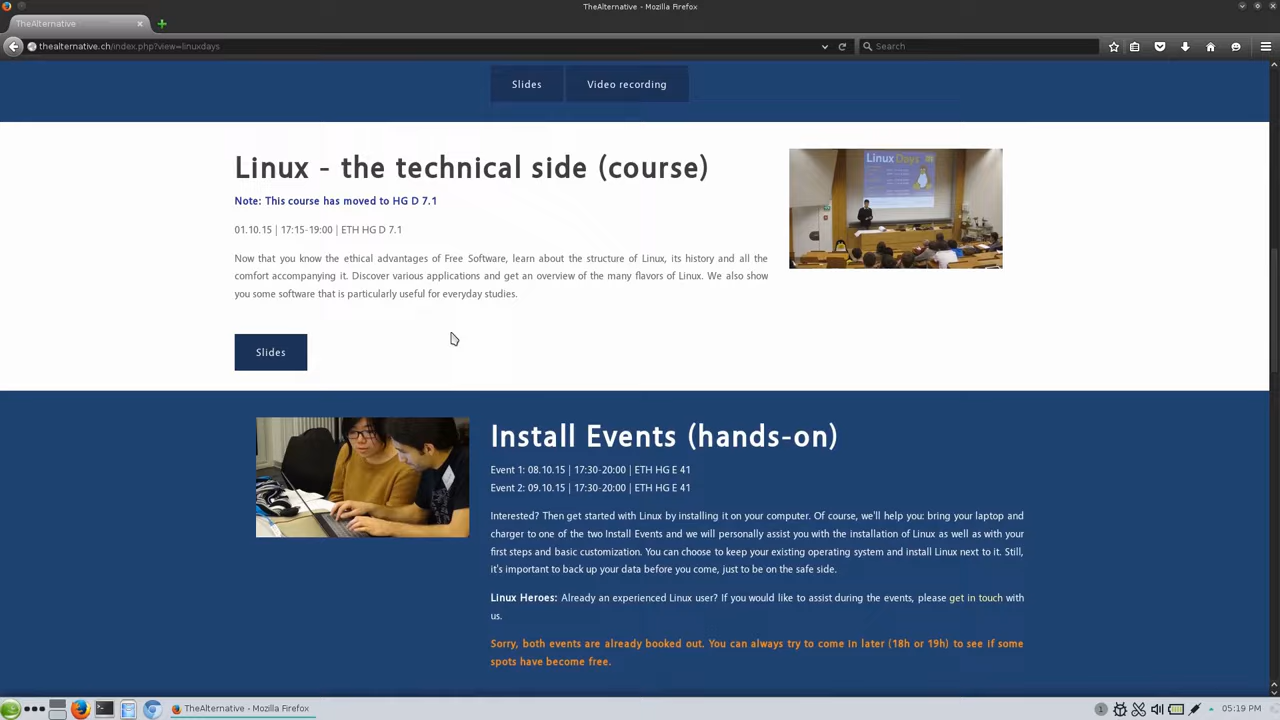 TheAlternative - Mozilla Firefox
TheAlternative
thealternative.ch/index.php?view=linuxdays
Search
Slides
Video recording
Linux - the technical side (course)
Note: This course has moved to HG D 7.1
01.10.15 | 17:15-19:00 | ETH HG D 7.1
Now that you know the ethical advantages of Free Software, learn about the structure of Linux, its history and all the
comfort accompanying it. Discover various applications and get an overview of the many flavors of Linux. We also show
you some software that is particularly useful for everyday studies.
Linux Days
Slides
Install Events (hands-on)
Event 1: 08.10.15 | 17:30-20:00 | ETH HG E 41
Event 2: 09.10.15 | 17:30-20:00 | ETH HG E 41
Interested? Then get started with Linux by installing it on your computer. Of course, we'll help you: bring your laptop and
charger to one of the two Install Events and we will personally assist you with the installation of Linux as well as with your
first steps and basic customization. You can choose to keep your existing operating system and install Linux next to it. Still,
it's important to back up your data before you come, just to be on the safe side.
Linux Heroes: Already an experienced Linux user? If you would like to assist during the events, please get in touch with
us.
Sorry, both events are already booked out. You can always try to come in later (18h or 19h) to see if some
spots have become free.
TheAlternative - Mozilla Firefox
1
05:19 PM